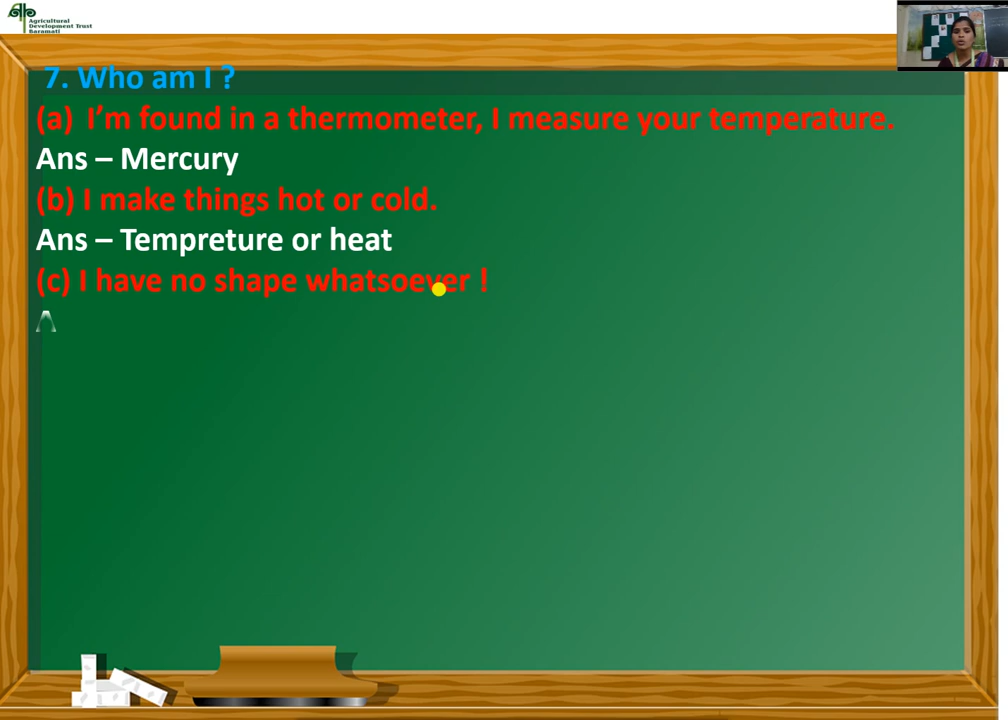 Agricultural
Development Trust
Baramati
7. Who am I ?
(a) I’m found in a thermometer, I measure your temperature.
Ans – Mercury
(b) I make things hot or cold.
Ans – Tempreture or heat
(c) I have no shape whatsoever !
A